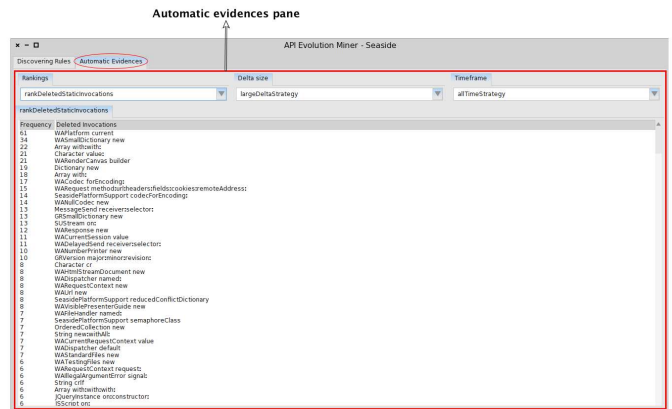 Automatic evidences pane
API Evolution Miner - Seaside
Discovering Rules Automatic Evidences
Rankings Delta size Timeframe
rankDeletedStaticInvocations largeDeltaStrategy allTimeStrategy
rankDeletedStaticInvocations
Frequency Deleted Invocations
61 WAPlatform current
34 WASmallDictionary new
22 Array with:with:
21 Character value:
21 WARenderCanvas builder
19 Dictionary new
18 Array with:
17 WACodec forEncoding:
15 WARequest method:url:headers:fields:cookies:remoteAddress:
14 SeasidePlatformSupport codecForEncoding:
14 WANullCodec new
13 MessageSend receiver:selector:
13 GRSmallDictionary new
13 SUStream on:
12 WAResponse new
11 WACurrentSession value
11 WADelayedSend receiver:selector:
10 WANumberPrinter new
10 GRVersion major:minor:revision:
8 Character cr
8 WAHtmlStreamDocument new
8 WADispatcher named:
8 WARequestContext new
8 WAUrl new
8 SeasidePlatformSupport reducedConflictDictionary
8 WAVisiblePresenterGuide new
7 WAFileHandler named:
7 SeasidePlatformSupport semaphoreClass
7 OrderedCollection new
7 String new:withAll:
7 WACurrentRequestContext value
7 WADispatcher default
7 WAStandardFiles new
6 WATestingFiles new
6 WARequestContext request:
6 WAIllegalArgumentError signal:
6 String crlf
6 Array with:with:with:
6 JQueryInstance on:constructor:
6 JSScript on: